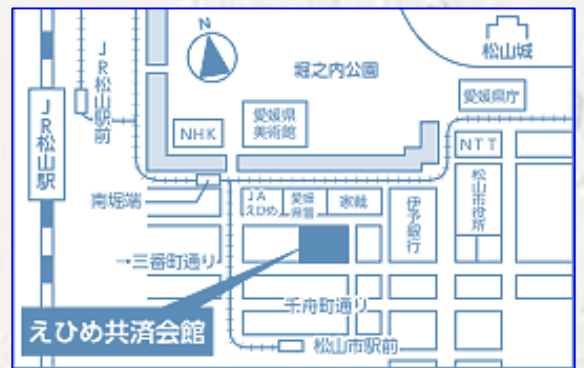 N
松山城
JR松山駅前
堀之内公園
愛媛県庁
愛媛県
美術館
NHK
NTT
JR松山駅
南堀端
JA
えひめ
愛媛
県警
家裁
伊予銀行
松山市役所
→三番町通り
千舟町通り
えひめ共済会館
松山市駅前